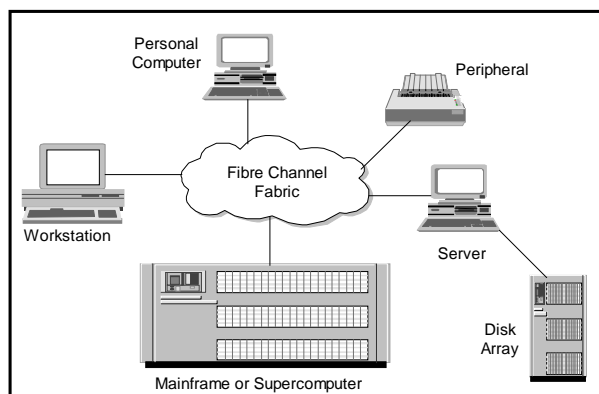 Personal
Computer
Peripheral
Fibre Channel
Fabric
Workstation
Server
Disk
Array
Mainframe or Supercomputer